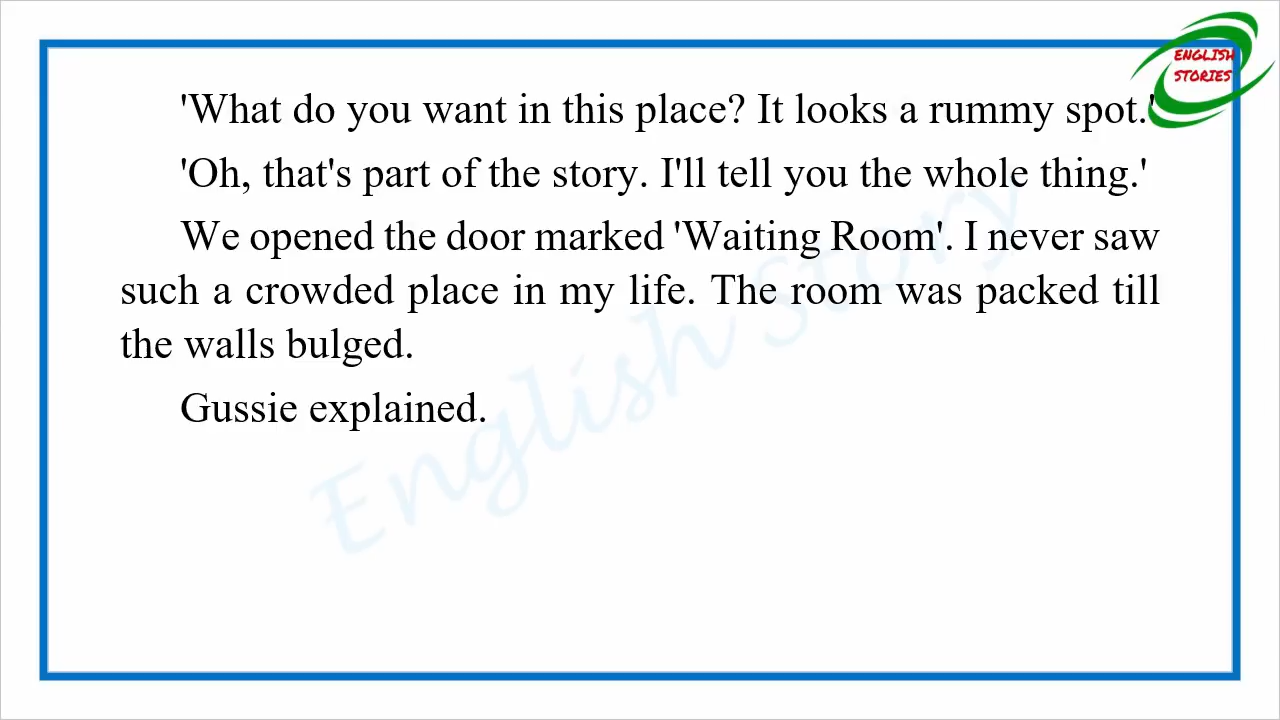 ENGLISH
STORIES
'What do you want in this place? It looks a rummy spot.'
'Oh, that's part of the story. I'll tell you the whole thing.'
We opened the door marked 'Waiting Room'. I never saw
such a crowded place in my life. The room was packed till
the walls bulged.
Gussie explained.
English Story